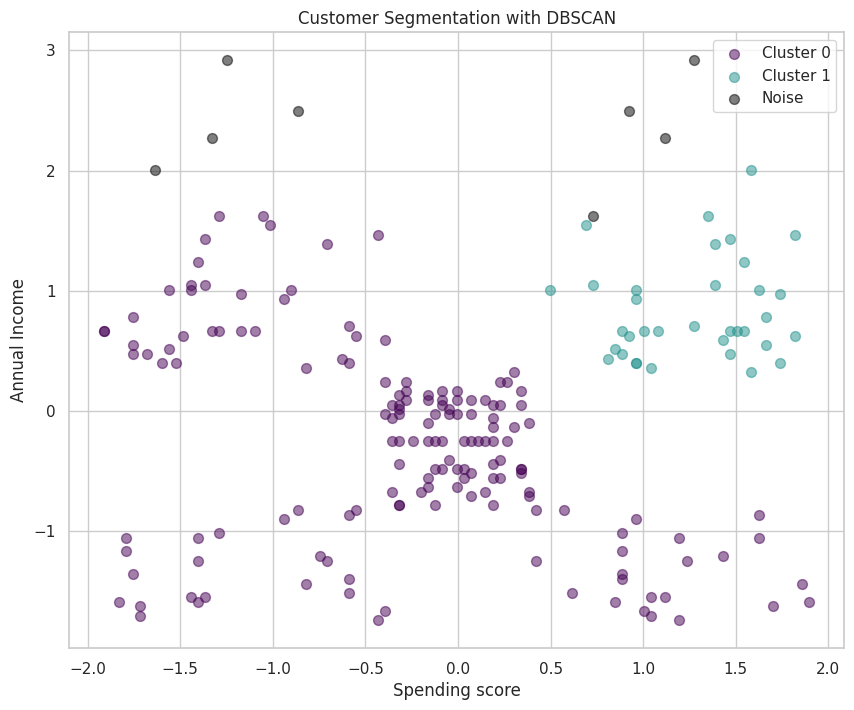 Customer Segmentation with DBSCAN
Cluster 0
Cluster 1
Noise
Annual Income
3
2
1
0
−1
−2.0 −1.5 −1.0 −0.5 0.0 0.5 1.0 1.5 2.0
Spending score